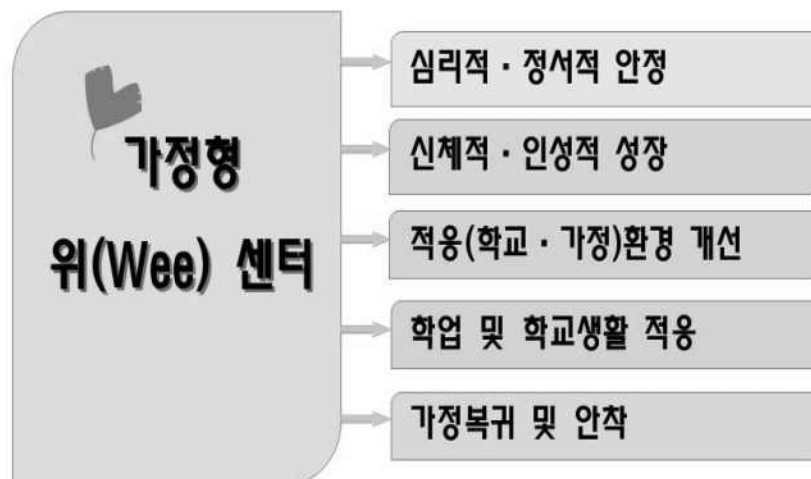 가정형
위(Wee) 센터
심리적 · 정서적 안정
신체적 · 인성적 성장
적응(학교 · 가정)환경 개선
학업 및 학교생활 적응
가정복귀 및 안착